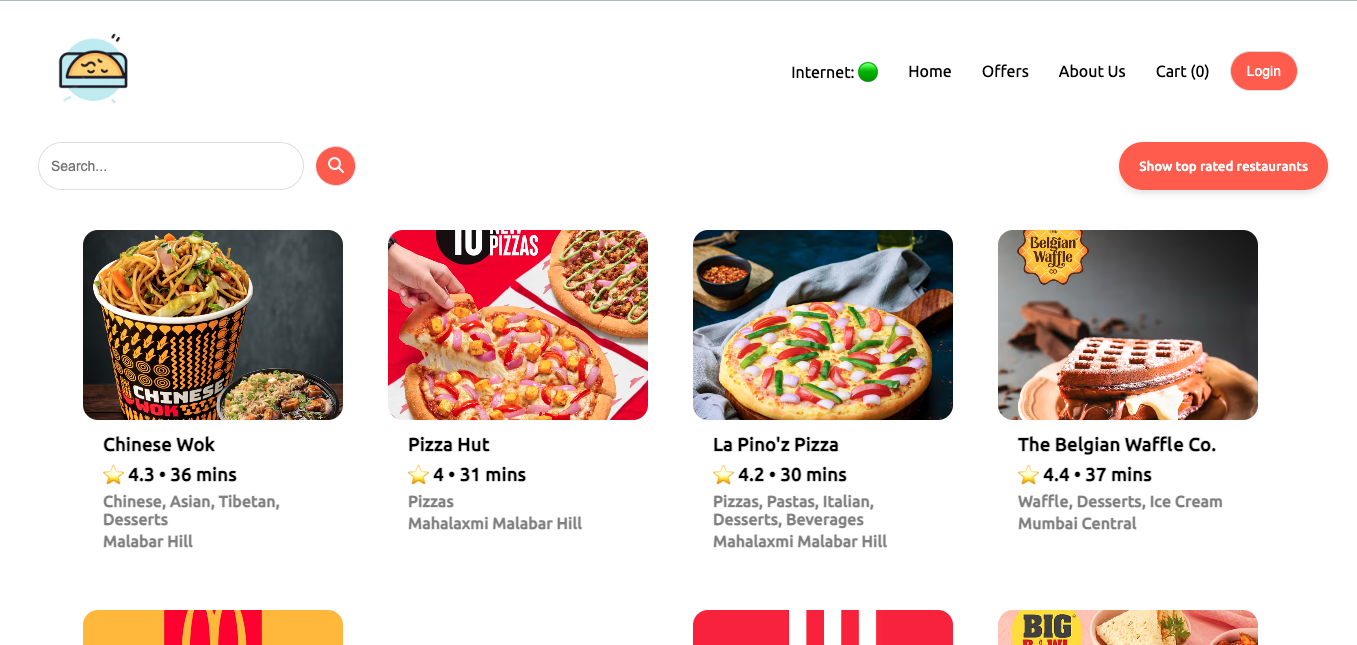 Internet:
Home
Offers
About Us
Cart (0)
Login
Search...
Show top rated restaurants
CHINESE
WOK
10 NEW
PIZZAS
Belgian
Waffle
Co
Chinese Wok
4.3 • 36 mins
Chinese, Asian, Tibetan,
Desserts
Malabar Hill
Pizza Hut
4 • 31 mins
Pizzas
Mahalaxmi Malabar Hill
La Pino'z Pizza
4.2 • 30 mins
Pizzas, Pastas, Italian,
Desserts, Beverages
Mahalaxmi Malabar Hill
The Belgian Waffle Co.
4.4 • 37 mins
Waffle, Desserts, Ice Cream
Mumbai Central
BIG